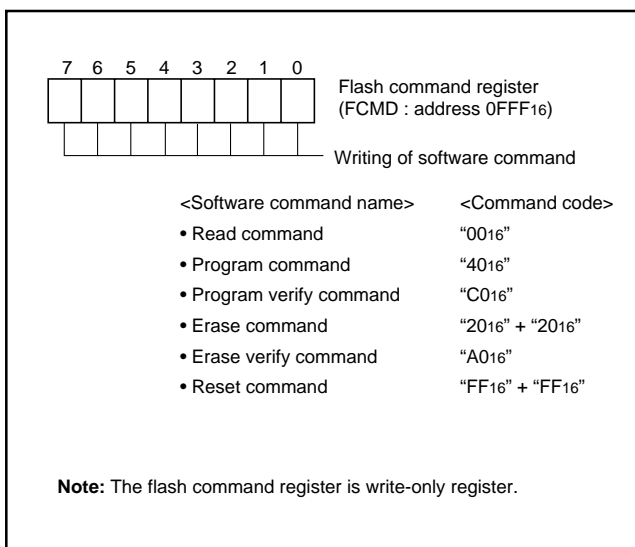 7 6 5 4 3 2 1 0
Flash command register
(FCMD : address 0FFF16)
Writing of software command
<Software command name> <Command code>
• Read command “0016”
• Program command “4016”
• Program verify command “C016”
• Erase command “2016” + “2016”
• Erase verify command “A016”
• Reset command “FF16” + “FF16”
Note: The flash command register is write-only register.